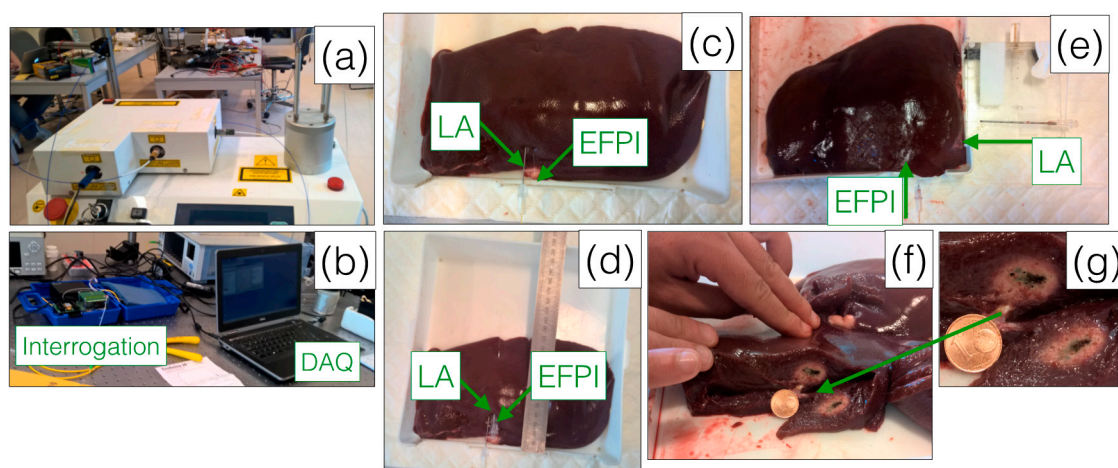 (a)
(b)
Interrogation
DAQ
(c)
LA
EFPI
(d)
LA
EFPI
(e)
LA
EFPI
(f)
(g)